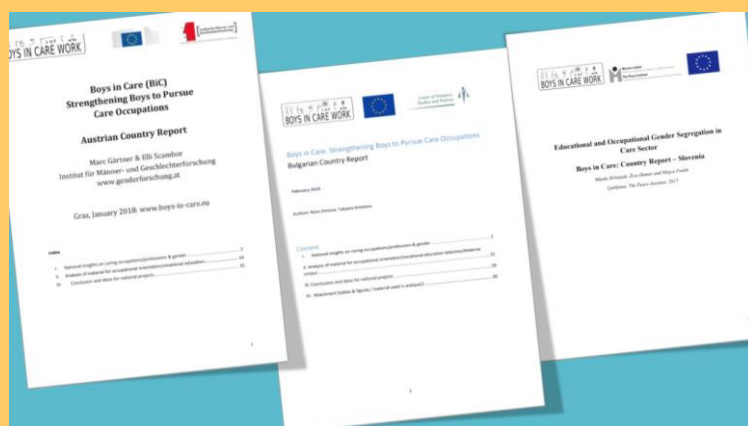 BOYS IN CARE WORK
Boys in Care (BiC)
Strengthening Boys to Pursue
Care Occupations
Austrian Country Report
Marc Gärtner & Elli Scambor
Institut für Männer- und Geschlechterforschung
www.genderforschung.at
Graz, January 2018: www.boys-in-care.eu
Index
I. National insights on caring occupations/professions & gender
II. Analysis of material for occupational orientation/vocational education
III. Conclusion and ideas for national projects
BOYS IN CARE WORK
Boys in Care. Strengthening Boys to Pursue Care Occupations
Bulgarian Country Report
February 2018
Content
I. National insights on caring occupations/professions & gender
III. Conclusions and ideas for national projects
BOYS IN CARE WORK
The Peace Institute
Educational and Occupational Gender Segregation in
Care Sector
Boys in Care: Country Report – Slovenia
Ljubljana, The Peace Institute, 2017